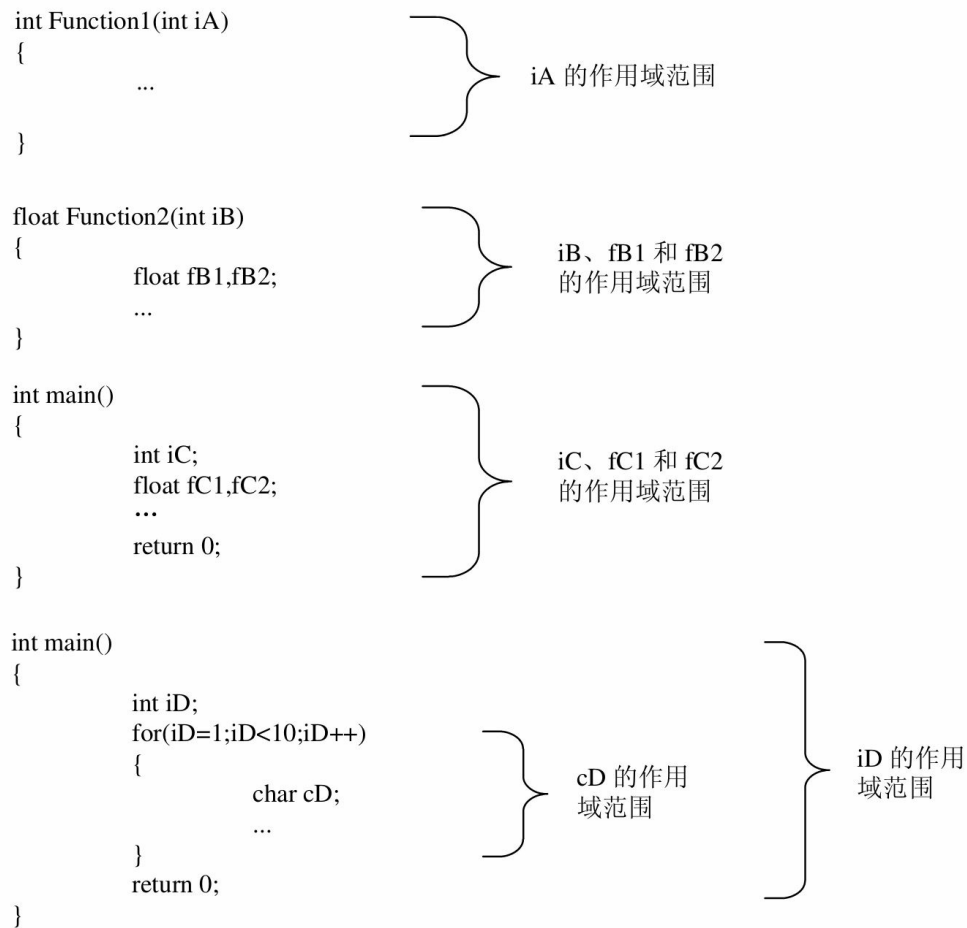 int Function1(int iA)
{
...
}
iA 的作用域范围
float Function2(int iB)
{
float fB1,fB2;
...
}
iB、fB1 和 fB2
的作用域范围
int main()
{
int iC;
float fC1,fC2;
...
return 0;
}
iC、fC1 和 fC2
的作用域范围
int main()
{
int iD;
for(iD=1;iD<10;iD++)
{
char cD;
...
}
return 0;
}
cD 的作用
域范围
iD 的作用
域范围